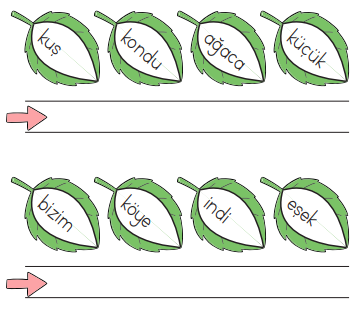 kuş kondu ağaca küçük
bizim köye indi eşek